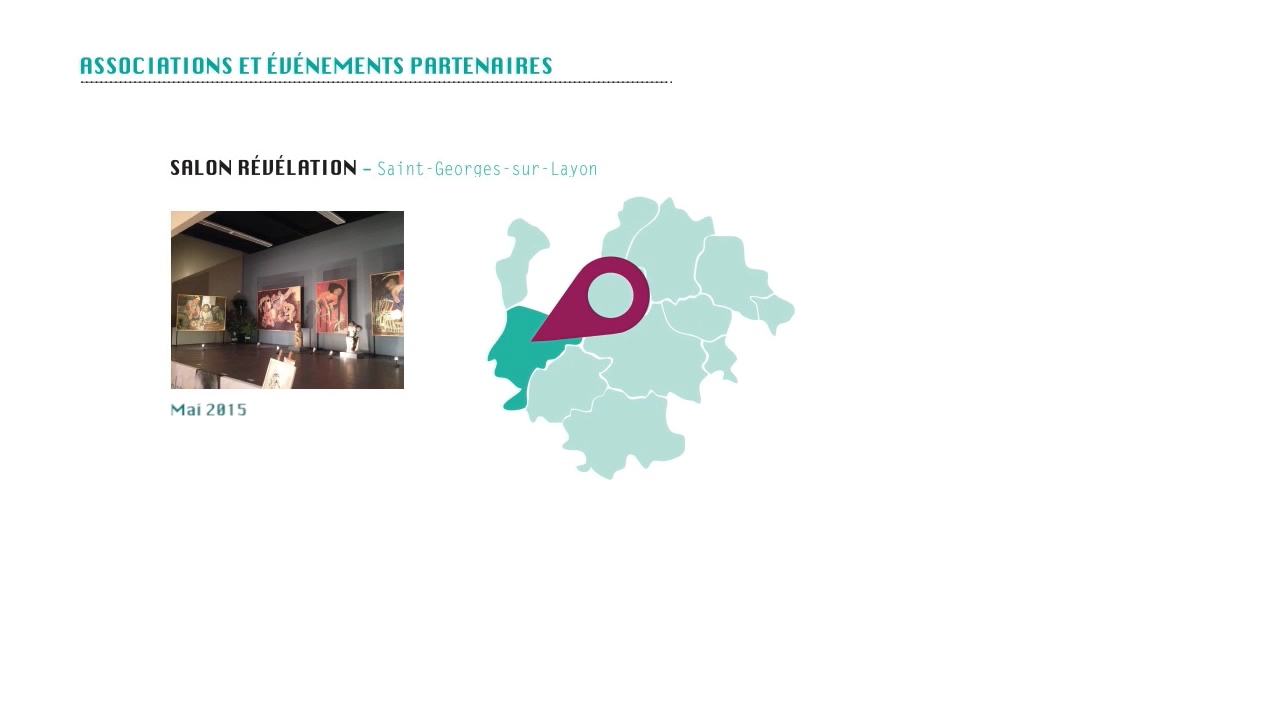 ASSOCIATIONS ET ÉVÉNEMENTS PARTENAIRES
SALON RÉVÉLATION – Saint-Georges-sur-Layon
Mai 2015